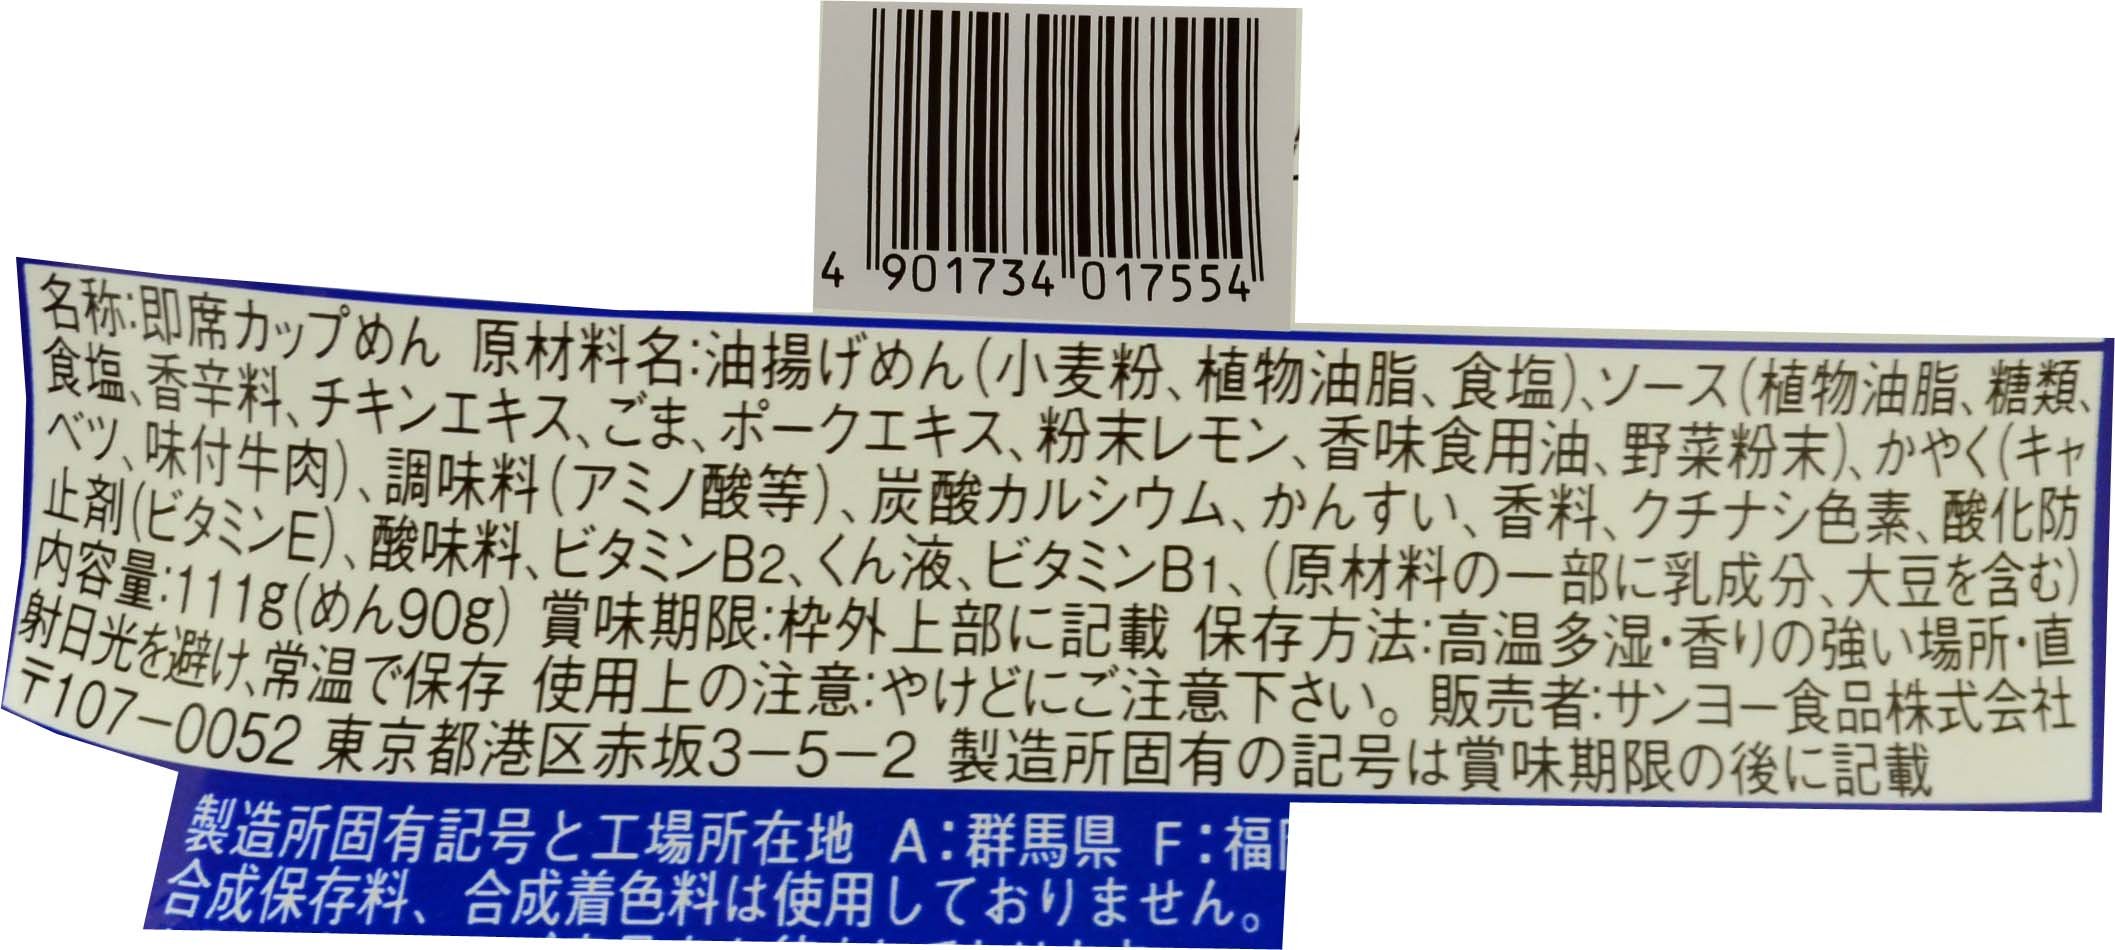 4 901734 017554
名称:即席カップめん 原材料名:油揚げめん(小麦粉、植物油脂、食塩)、ソース(植物油脂、糖類、
食塩、香辛料、チキンエキス、ごま、ポークエキス、粉末レモン、香味食用油、野菜粉末)、かやく(キャ
ベツ、味付牛肉)、調味料(アミノ酸等)、炭酸カルシウム、かんすい、香料、クチナシ色素、酸化防
止剤(ビタミンE)、酸味料、ビタミンB2、くん液、ビタミンB1、(原材料の一部に乳成分、大豆を含む)
内容量:111g(めん90g) 賞味期限:枠外上部に記載 保存方法:高温多湿・香りの強い場所・直
射日光を避け、常温で保存 使用上の注意:やけどにご注意下さい。 販売者:サンヨー食品株式会社
〒107-0052 東京都港区赤坂3-5-2 製造所固有の記号は賞味期限の後に記載
製造所固有記号と工場所在地 A:群馬県 F:福
合成保存料、合成着色料は使用しておりません。